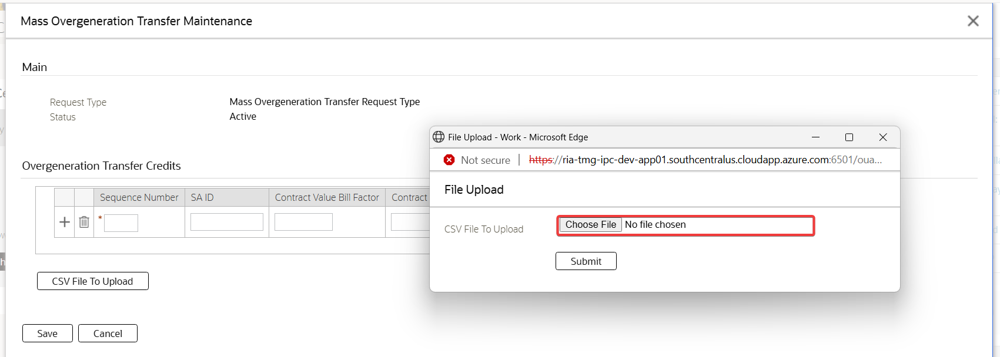 Mass Overgeneration Transfer Maintenance
Main
Request Type Mass Overgeneration Transfer Request Type
Status Active
Overgeneration Transfer Credits
Sequence Number SA ID Contract Value Bill Factor Contract
*
CSV File To Upload
Save Cancel
File Upload - Work - Microsoft Edge
Not secure https://ria-tmg-ipc-dev-app01.southcentralus.cloudapp.azure.com:6501/oua...
File Upload
CSV File To Upload Choose File No file chosen
Submit